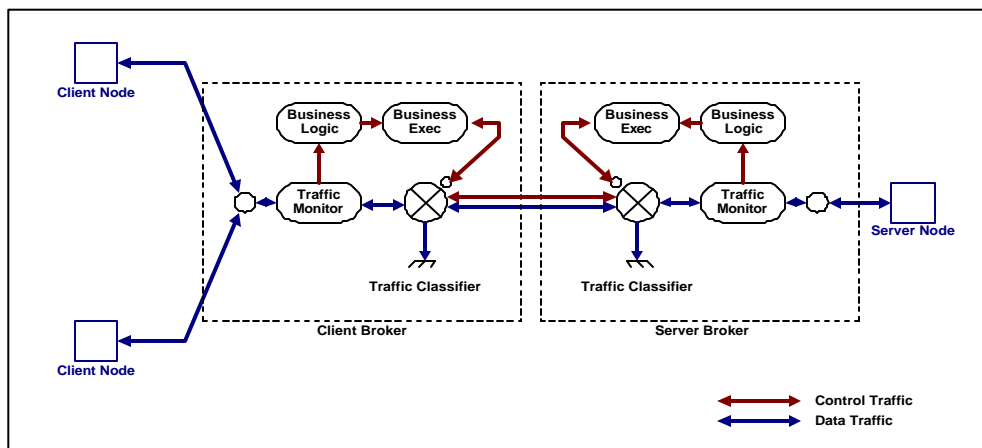 Client Node
Business
Logic
Business
Exec
Business
Exec
Business
Logic
Traffic
Monitor
Traffic
Monitor
Server Node
Traffic Classifier
Traffic Classifier
Client Broker
Server Broker
Client Node
Control Traffic
Data Traffic